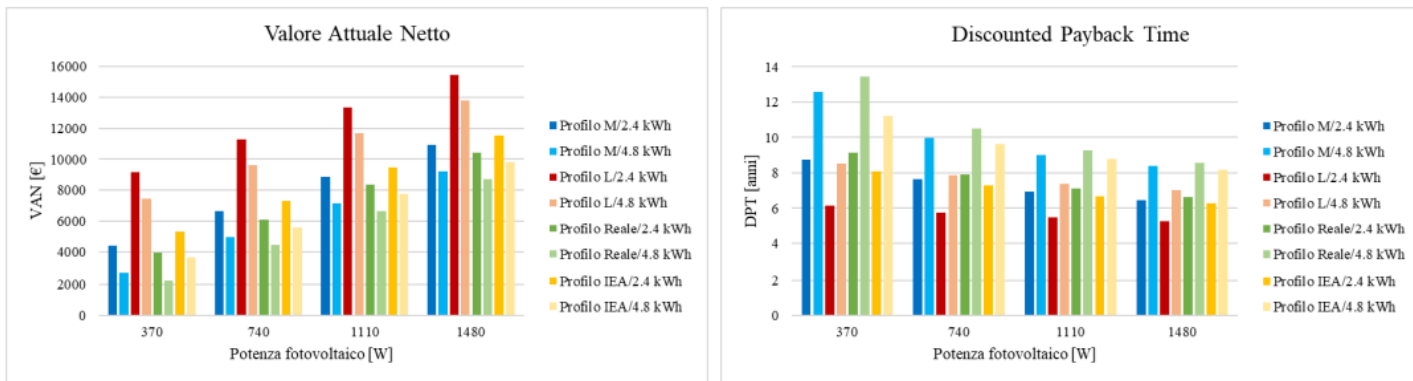 Valore Attuale Netto
VAN [€]
16000
14000
12000
10000
8000
6000
4000
2000
0
370 740 1110 1480
Potenza fotovoltaico [W]
Profilo M/2.4 kWh
Profilo M/4.8 kWh
Profilo L/2.4 kWh
Profilo L/4.8 kWh
Profilo Reale/2.4 kWh
Profilo Reale/4.8 kWh
Profilo IEA/2.4 kWh
Profilo IEA/4.8 kWh
Discounted Payback Time
DPT [anni]
14
12
10
8
6
4
2
0
370 740 1110 1480
Potenza fotovoltaico [W]
Profilo M/2.4 kWh
Profilo M/4.8 kWh
Profilo L/2.4 kWh
Profilo L/4.8 kWh
Profilo Reale/2.4 kWh
Profilo Reale/4.8 kWh
Profilo IEA/2.4 kWh
Profilo IEA/4.8 kWh